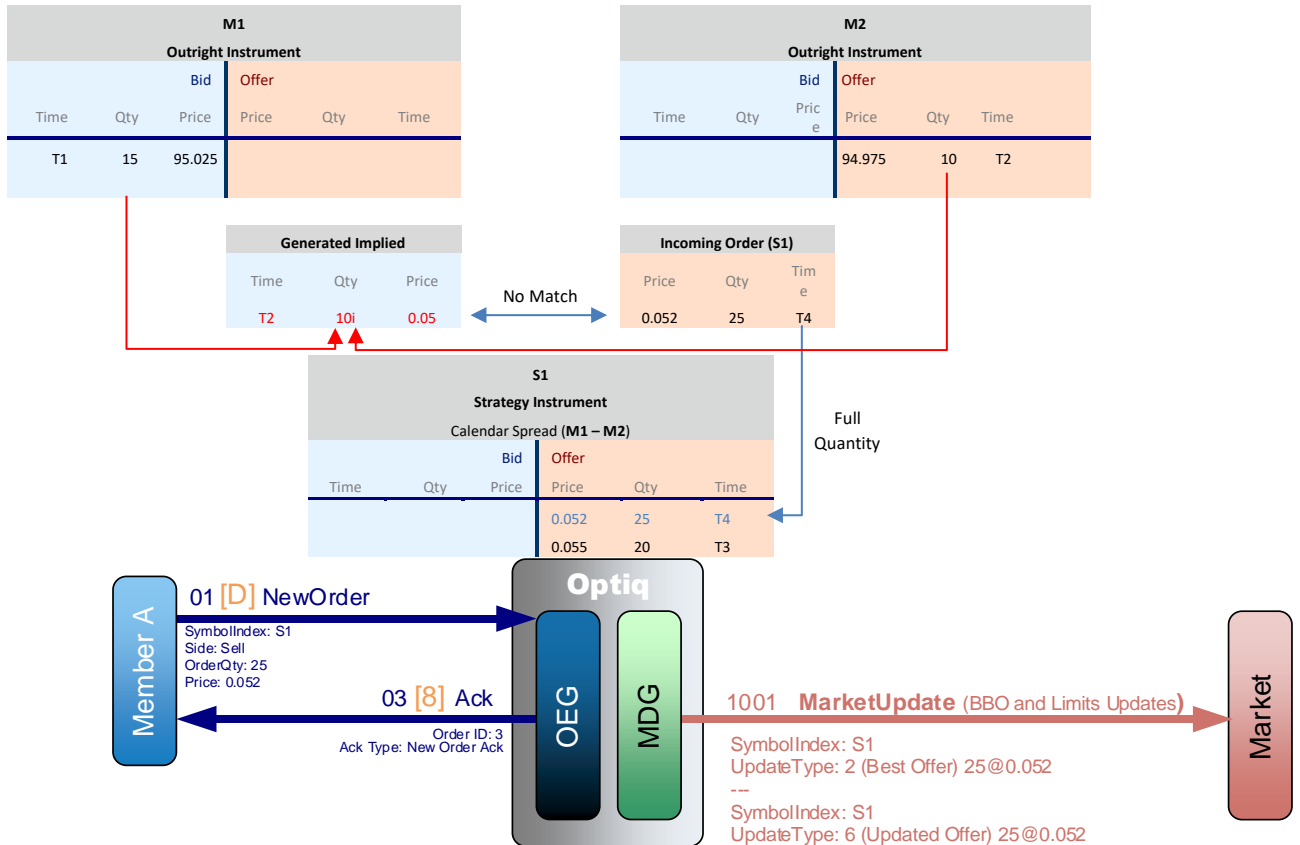 M1
Outright Instrument
Bid Offer
Time Qty Price Price Qty Time
T1 15 95.025
M2
Outright Instrument
Bid Offer
Time Qty Pric
e Price Qty Time
94.975 10 T2
Generated Implied
Time Qty Price
T2 10i 0.05
No Match
Incoming Order (S1)
Price Qty Tim
e
0.052 25 T4
S1
Strategy Instrument
Calendar Spread (M1 – M2)
Bid Offer
Time Qty Price Price Qty Time
0.052 25 T4
0.055 20 T3
Full
Quantity
Member A
01 [D] NewOrder
SymbolIndex: S1
Side: Sell
OrderQty: 25
Price: 0.052
03 [8] Ack
Order ID: 3
Ack Type: New Order Ack
Optiq
OEG
MDG
1001 MarketUpdate (BBO and Limits Updates)
SymbolIndex: S1
UpdateType: 2 (Best Offer) 25@0.052
---
SymbolIndex: S1
UpdateType: 6 (Updated Offer) 25@0.052
Market